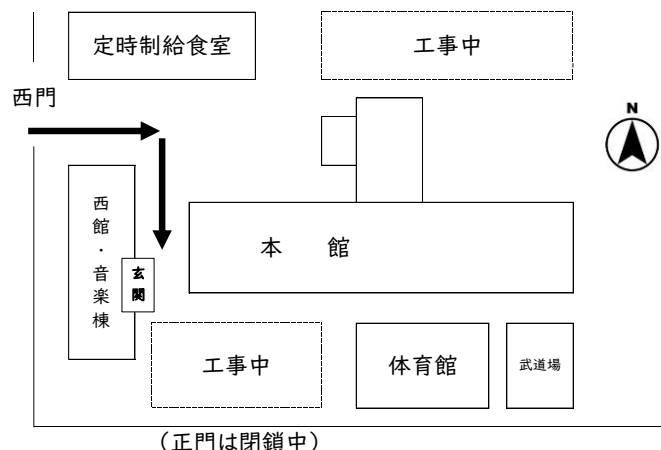 定時制給食室
工事中
西門
N
西館・音楽棟
玄関
本 館
工事中
体育館
武道場
（正門は閉鎖中）